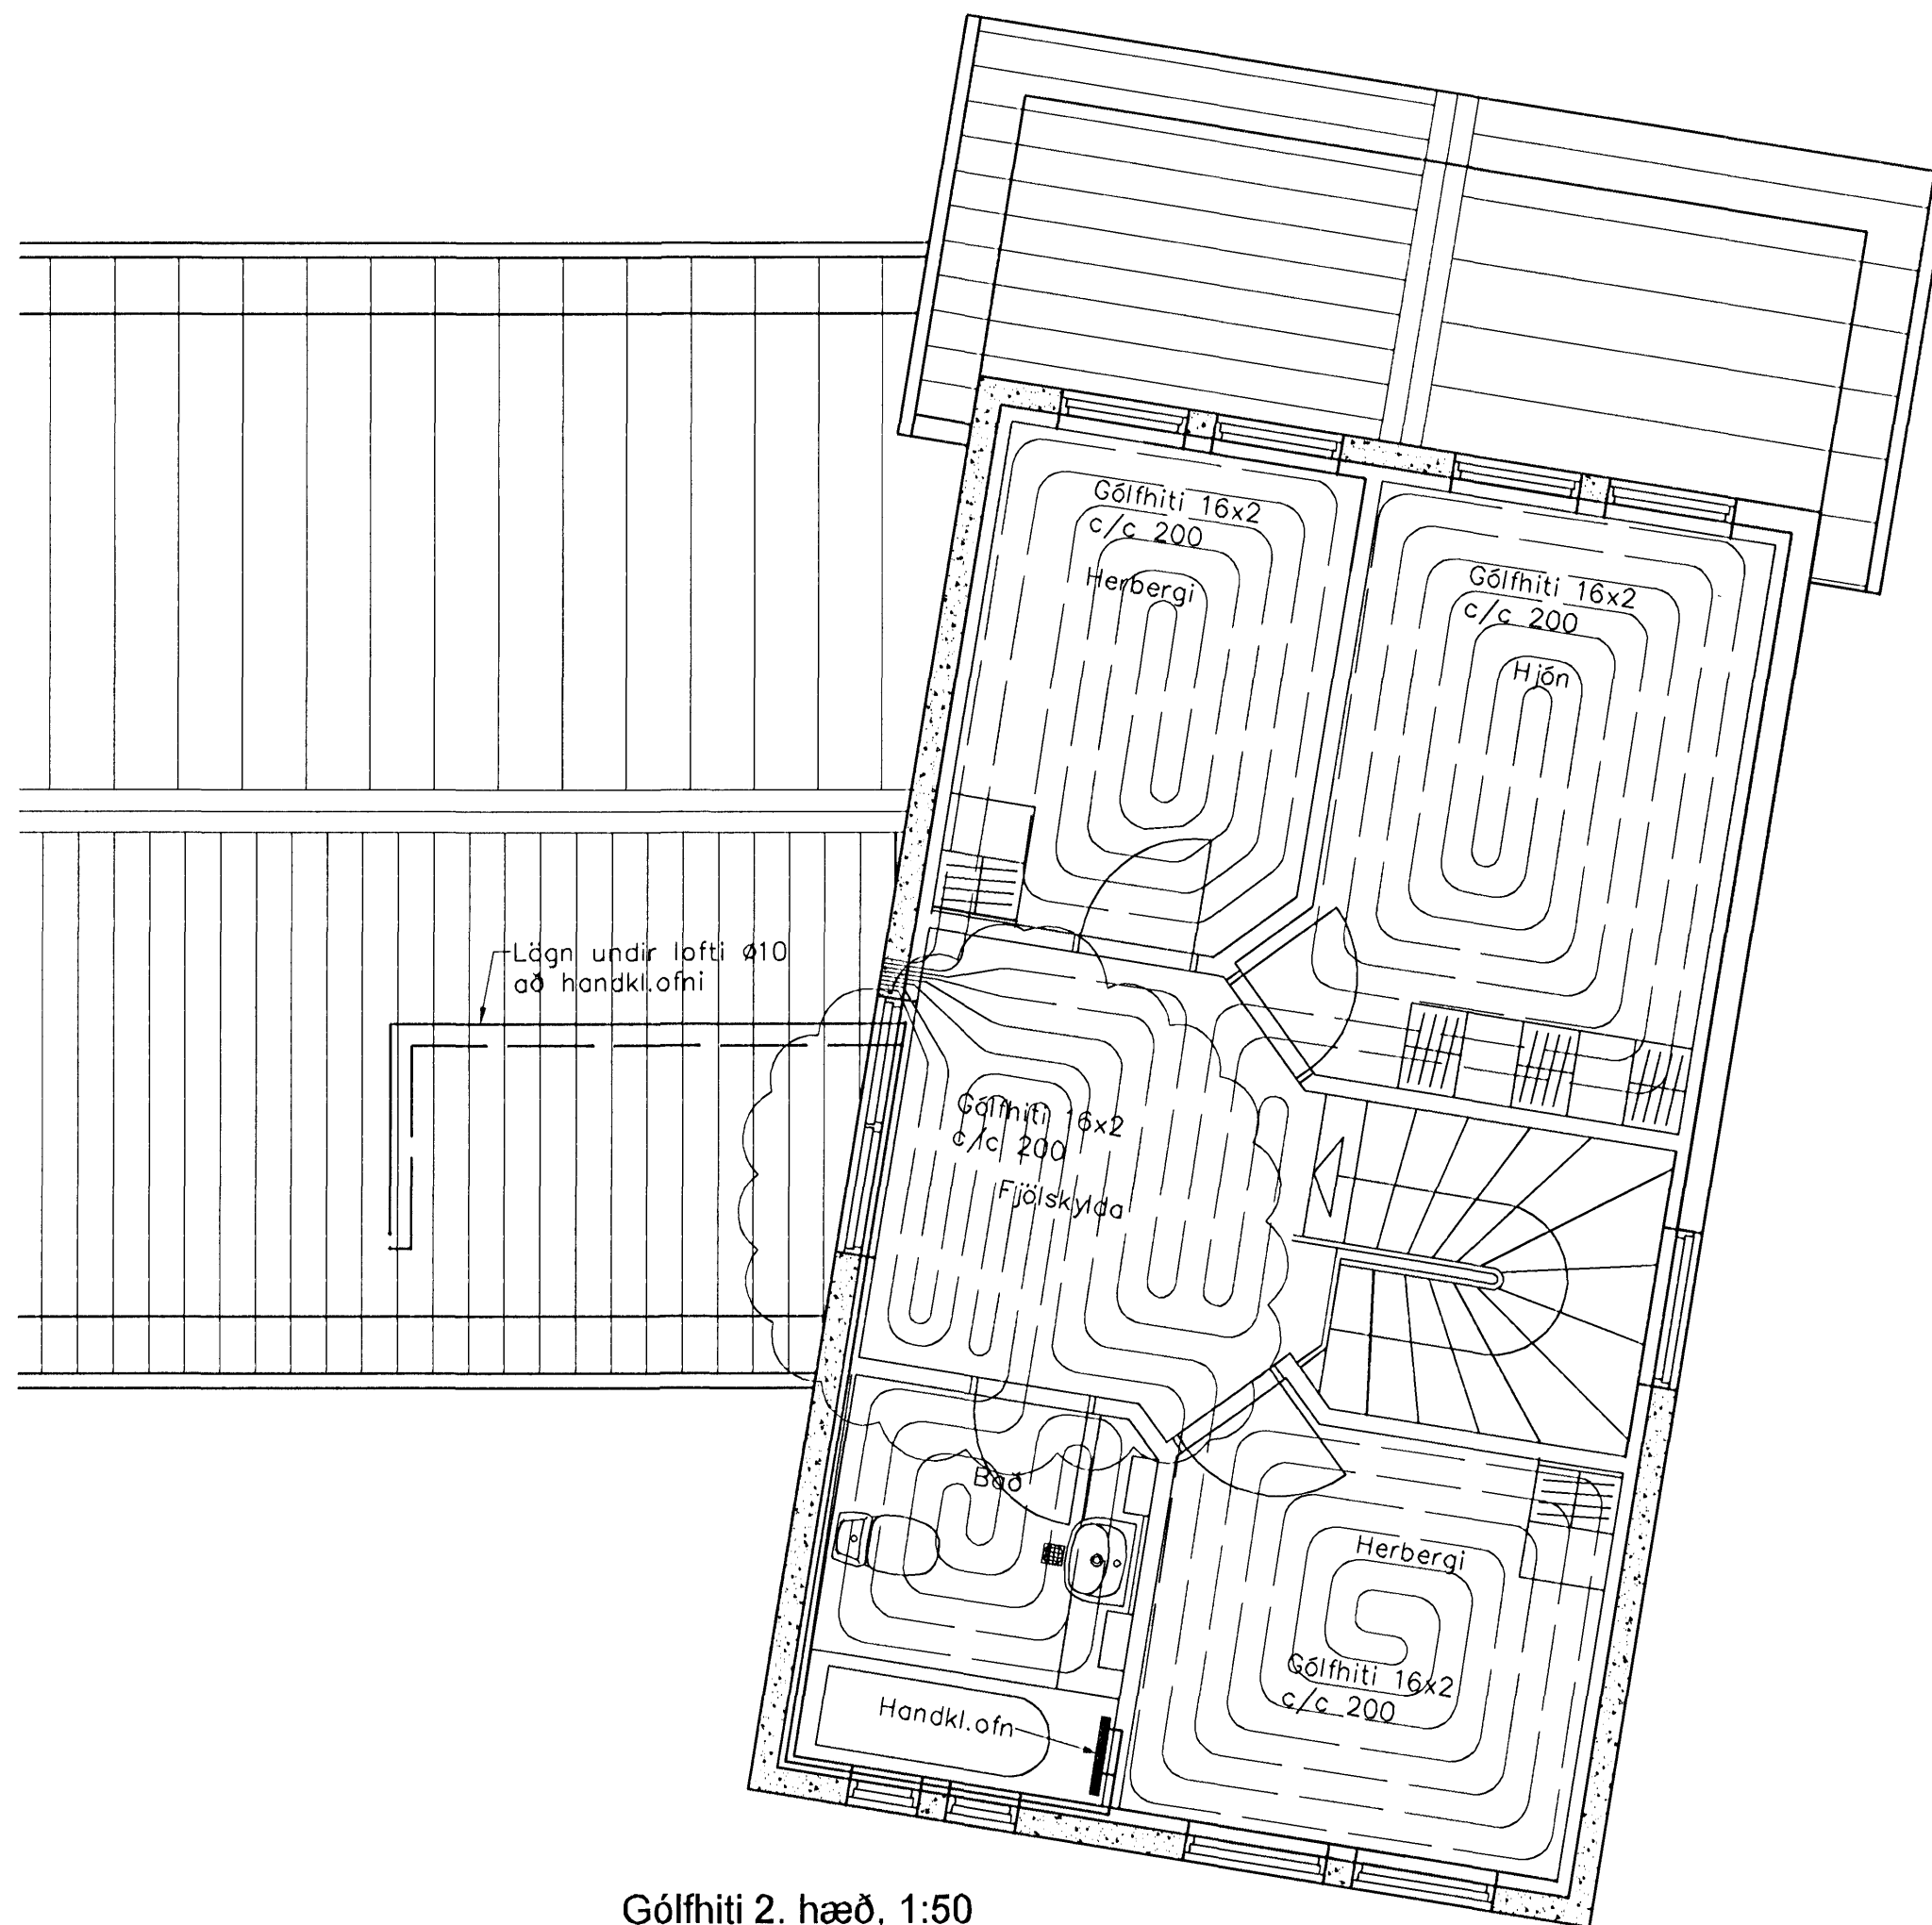 Gólfhiti 16x2
c/c 200
Herbergi
Gólfhiti 16x2
c/c 200
Hjón
Lögn undir lofti ø10
að handkl.ofni
Gólfhiti 16x2
c/c 200
Fjölskylda
Bað
Herbergi
Gólfhiti 16x2
c/c 200
Handkl.ofn
Gólfhiti 2. hæð, 1:50